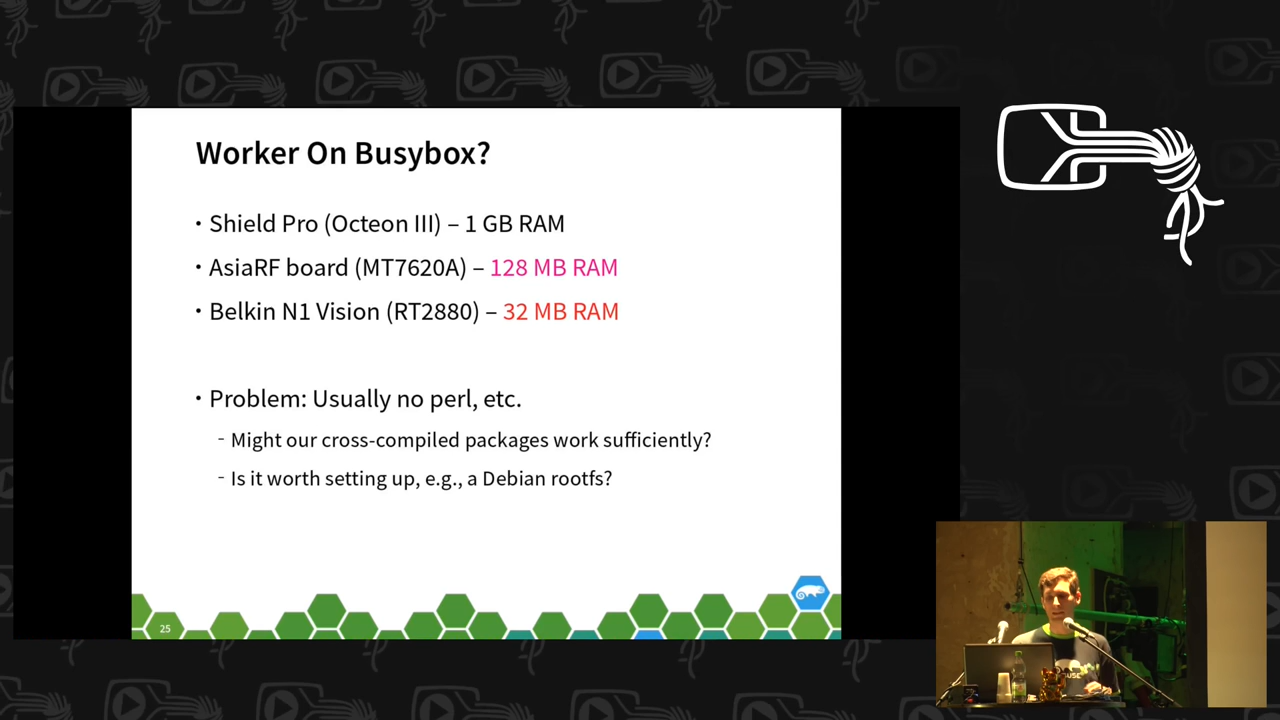 Worker On Busybox?
• Shield Pro (Octeon III) – 1 GB RAM
• AsiaRF board (MT7620A) – 128 MB RAM
• Belkin N1 Vision (RT2880) – 32 MB RAM
• Problem: Usually no perl, etc.
- Might our cross-compiled packages work sufficiently?
- Is it worth setting up, e.g., a Debian rootfs?
25